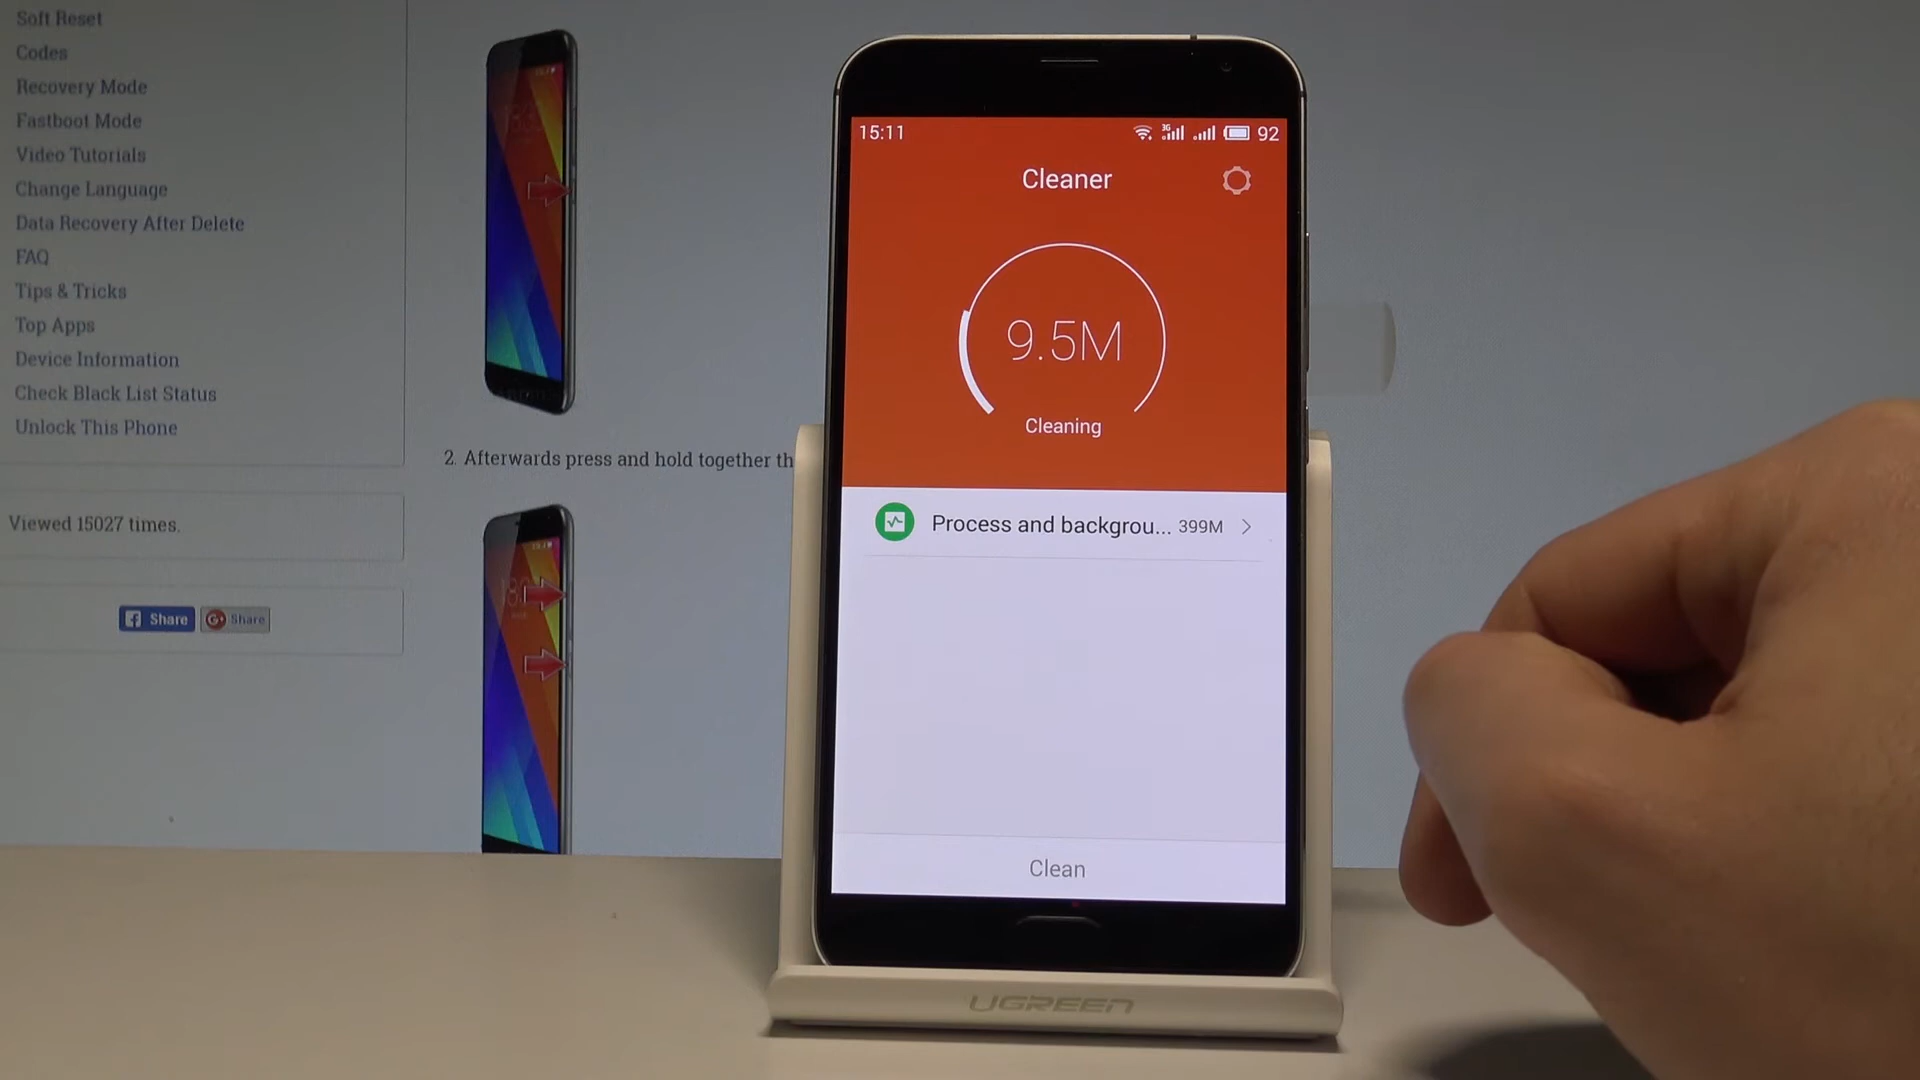 Soft Reset
Codes
Recovery Mode
Fastboot Mode
Video Tutorials
Change Language
Data Recovery After Delete
FAQ
Tips & Tricks
Top Apps
Device Information
Check Black List Status
Unlock This Phone
Viewed 15027 times.
Share
Share
2. Afterwards press and hold together th
15:11
3G
92
Cleaner
9.5M
Cleaning
Process and backgrou... 399M
Clean
UGREEN